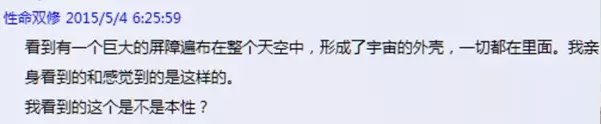 性命双修 2015/5/4 6:25:59
看到有一个巨大的屏障遍布在整个天空中，形成了宇宙的外壳，一切都在里面。我亲
身看到的和感觉到的是这样的。
我看到的这个是不是本性？